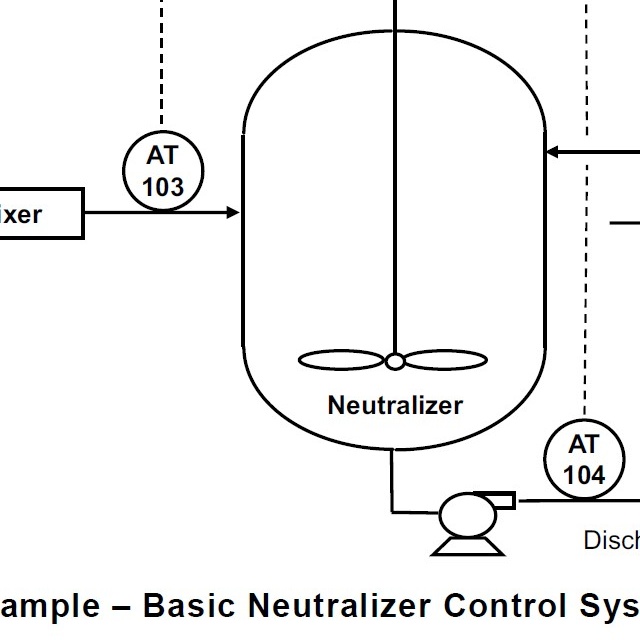 AT
103
ixer
Neutralizer
AT
104
Disch
ample – Basic Neutralizer Control Sys